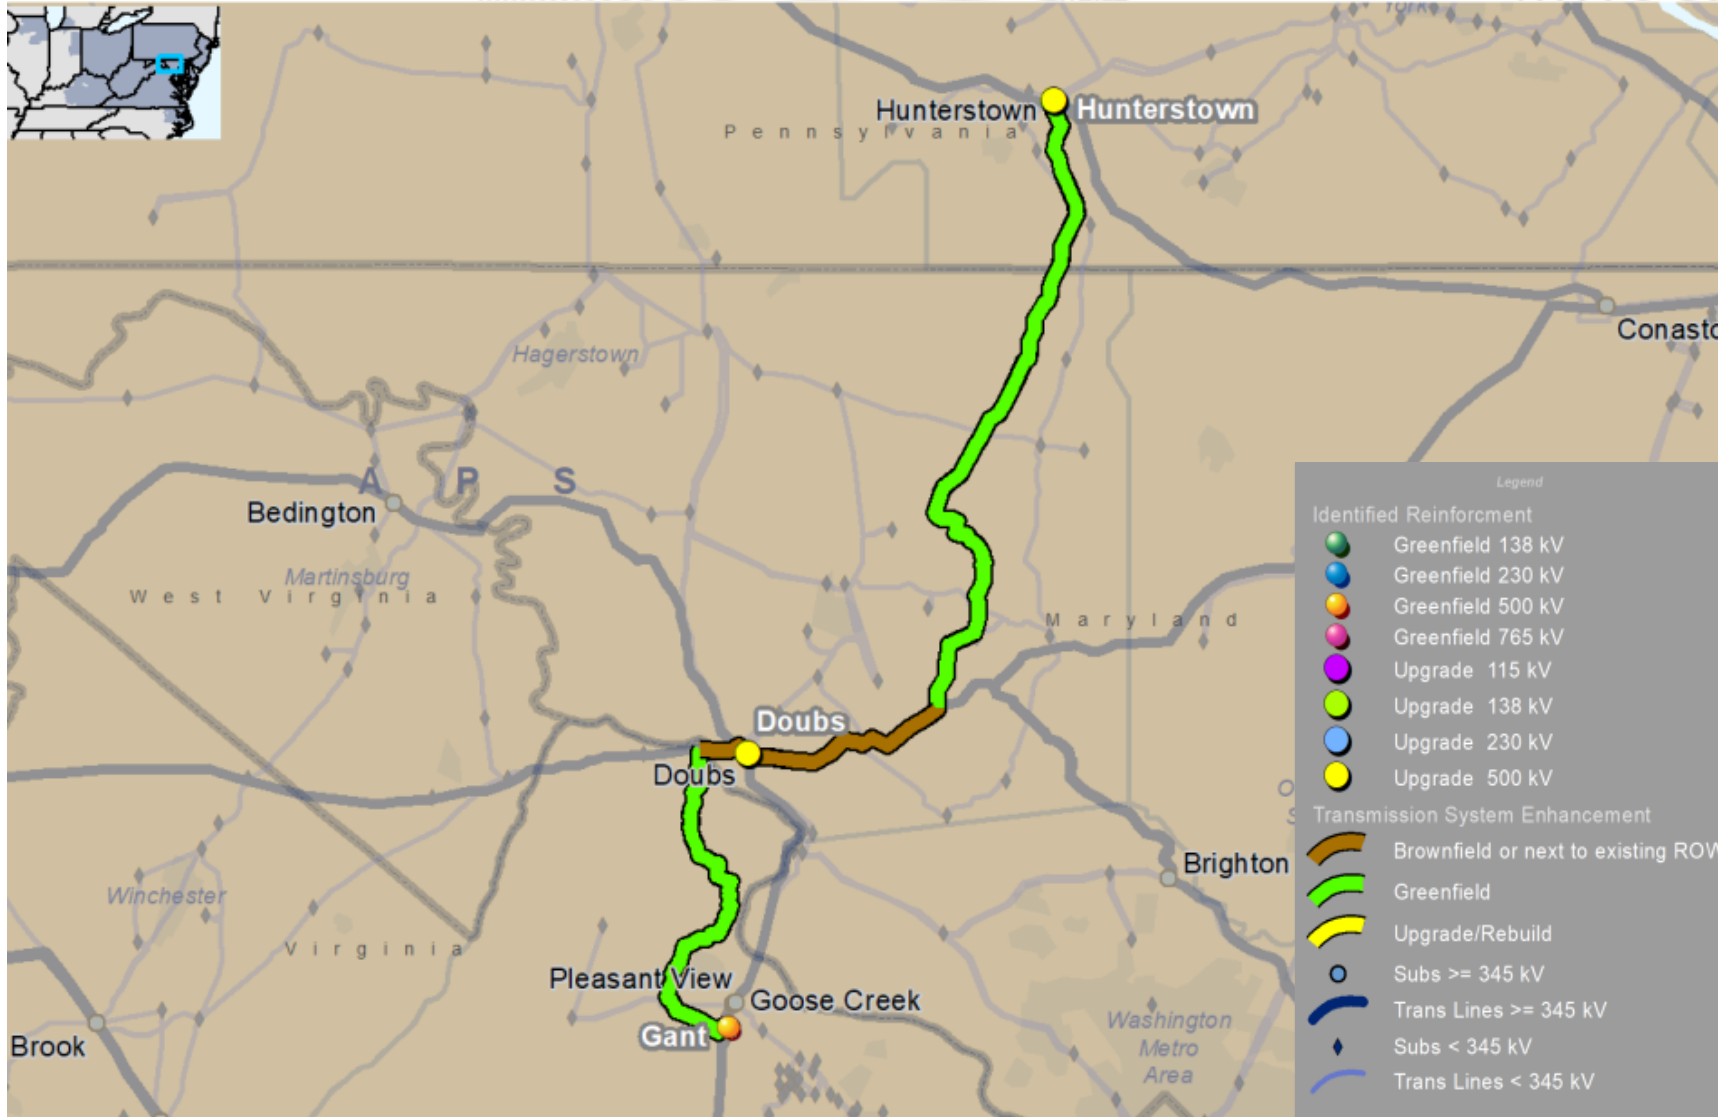 York
Hunterstown
Hunterstown
Pennsylvania
Conasto
Hagerstown
A P S
Bedington
Martinsburg
West Virginia
Maryland
Doubs
Doubs
Brighton
Winchester
Virginia
Pleasant View
Goose Creek
Gant
Brook
Washington
Metro
Area
Legend
Identified Reinforcment
Greenfield 138 kV
Greenfield 230 kV
Greenfield 500 kV
Greenfield 765 kV
Upgrade 115 kV
Upgrade 138 kV
Upgrade 230 kV
Upgrade 500 kV
Transmission System Enhancement
Brownfield or next to existing ROW
Greenfield
Upgrade/Rebuild
Subs >= 345 kV
Trans Lines >= 345 kV
Subs < 345 kV
Trans Lines < 345 kV